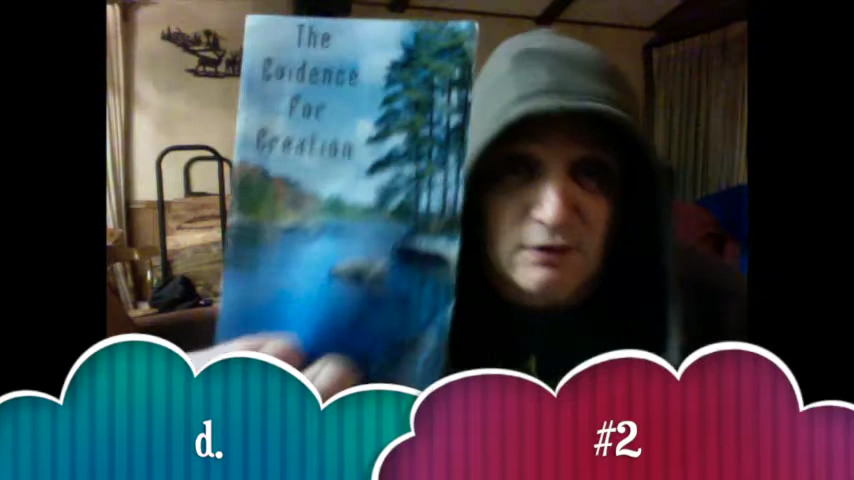 The
Evidence
For
Creation
d.
#2